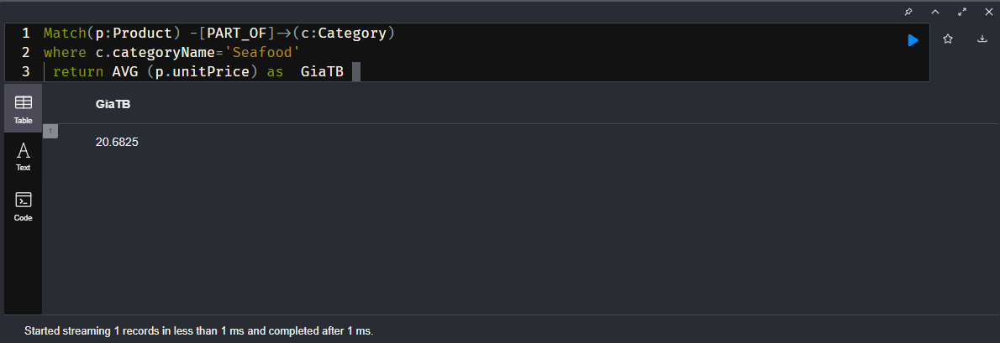 1 Match(p:Product) -[PART_OF]->(c:Category)
2 where c.categoryName='Seafood'
3 return AVG (p.unitPrice) as  GiaTB
Table
GiaTB
1
20.6825
A
Text
Code
Started streaming 1 records in less than 1 ms and completed after 1 ms.